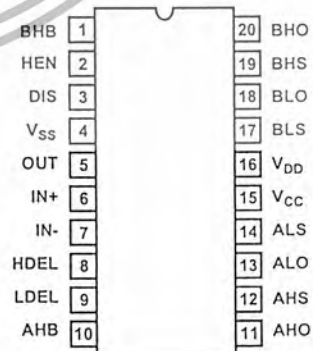 BHB 1 20 BHO
HEN 2 19 BHS
DIS 3 18 BLO
VSS 4 17 BLS
OUT 5 16 VDD
IN+ 6 15 VCC
IN- 7 14 ALS
HDEL 8 13 ALO
LDEL 9 12 AHS
AHB 10 11 AHO